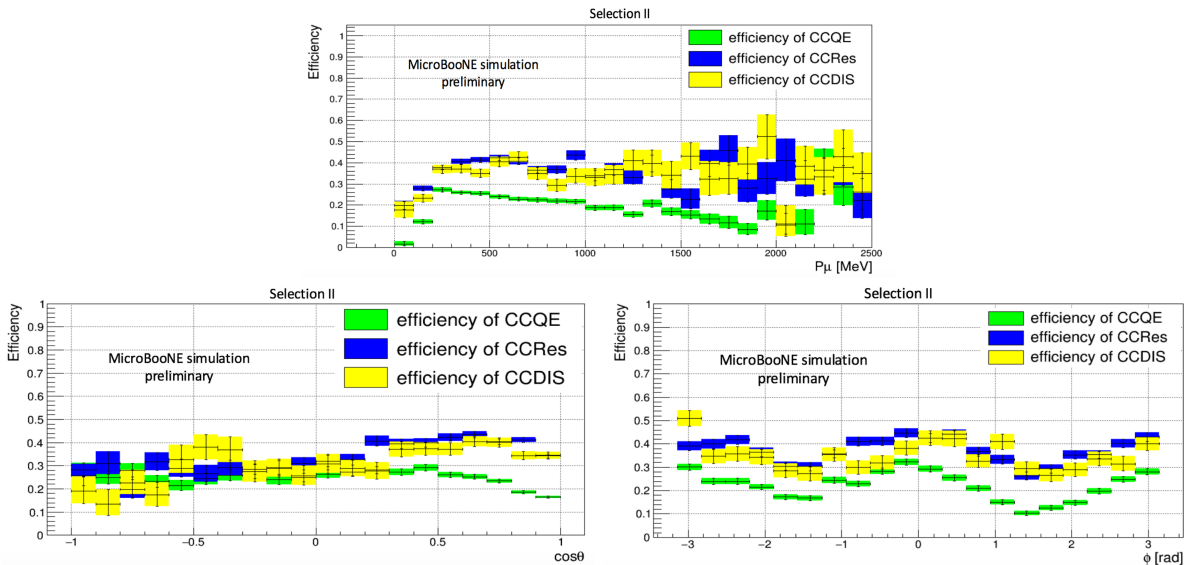 Selection II
Efficiency
1
0.9
0.8
0.7
0.6
0.5
0.4
0.3
0.2
0.1
0
MicroBooNE simulation
preliminary
efficiency of CCQE
efficiency of CCRes
efficiency of CCDIS
0 500 1000 1500 2000 2500
Pμ [MeV]
Selection II
Efficiency
1
0.9
0.8
0.7
0.6
0.5
0.4
0.3
0.2
0.1
0
MicroBooNE simulation
preliminary
efficiency of CCQE
efficiency of CCRes
efficiency of CCDIS
−1 −0.5 0 0.5 1
cosθ
Selection II
Efficiency
1
0.9
0.8
0.7
0.6
0.5
0.4
0.3
0.2
0.1
0
MicroBooNE simulation
preliminary
efficiency of CCQE
efficiency of CCRes
efficiency of CCDIS
−3 −2 −1 0 1 2 3
ϕ [rad]